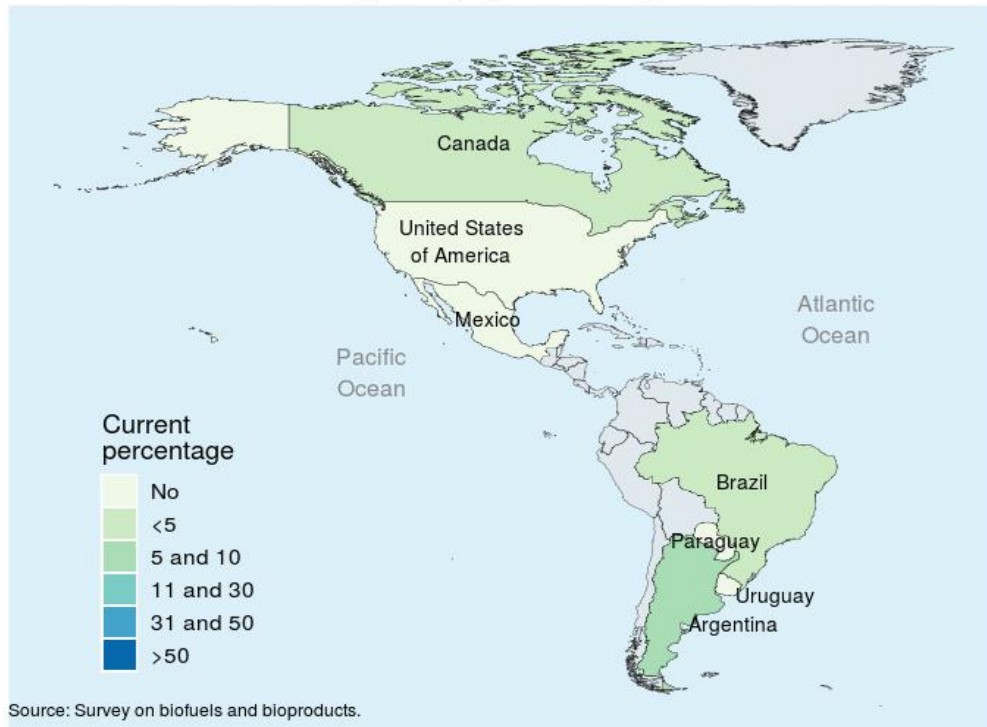 Canada
United States
of America
Mexico
Atlantic
Ocean
Pacific
Ocean
Current
percentage
No
<5
5 and 10
11 and 30
31 and 50
>50
Brazil
Paraguay
Uruguay
Argentina
Source: Survey on biofuels and bioproducts.